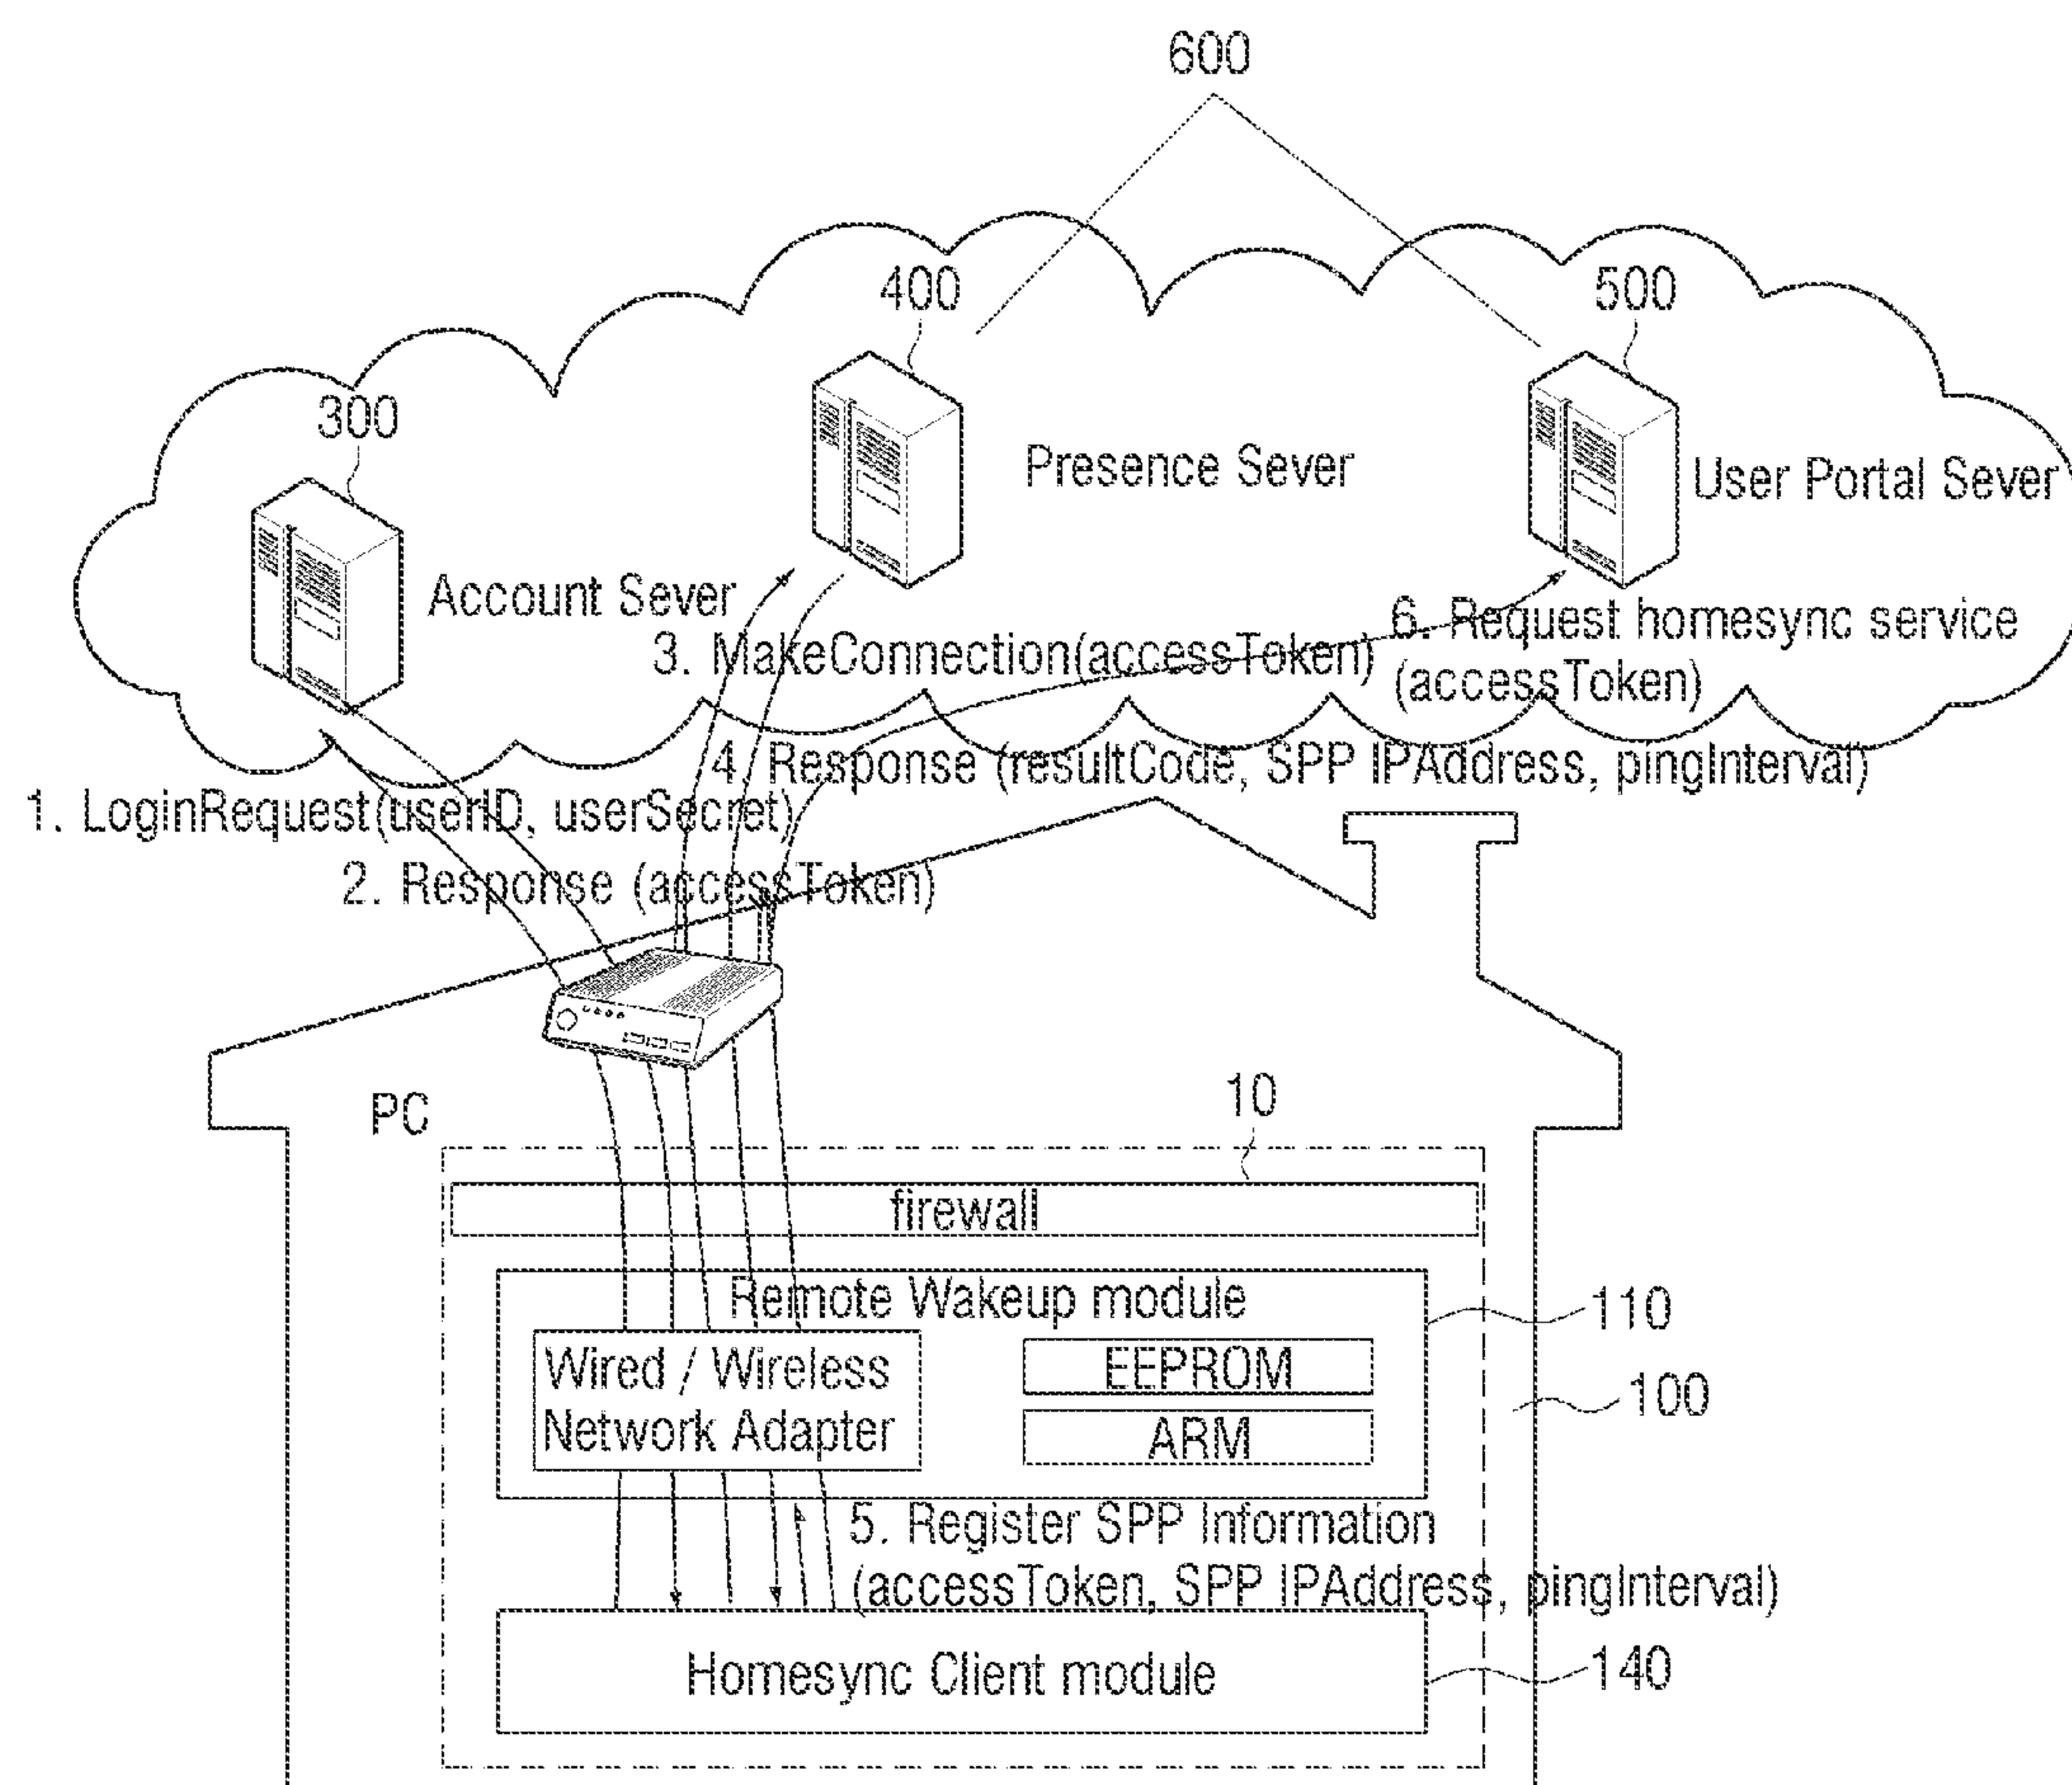 600
400
500
300
Presence Sever
User Portal Sever
Account Sever
6. Request homesync service
(accessToken)
3. MakeConnection(accessToken)
4. Response (resultCode, SPP IPAddress, pingInterval)
1. LoginRequest(userID, userSecret)
2. Response (accessToken)
PC
10
firewall
Remote Wakeup module
110
Wired / Wireless
Network Adapter
EEPROM
ARM
100
5. Register SPP Information
(accessToken, SPP IPAddress, pingInterval)
Homesync Client module
140